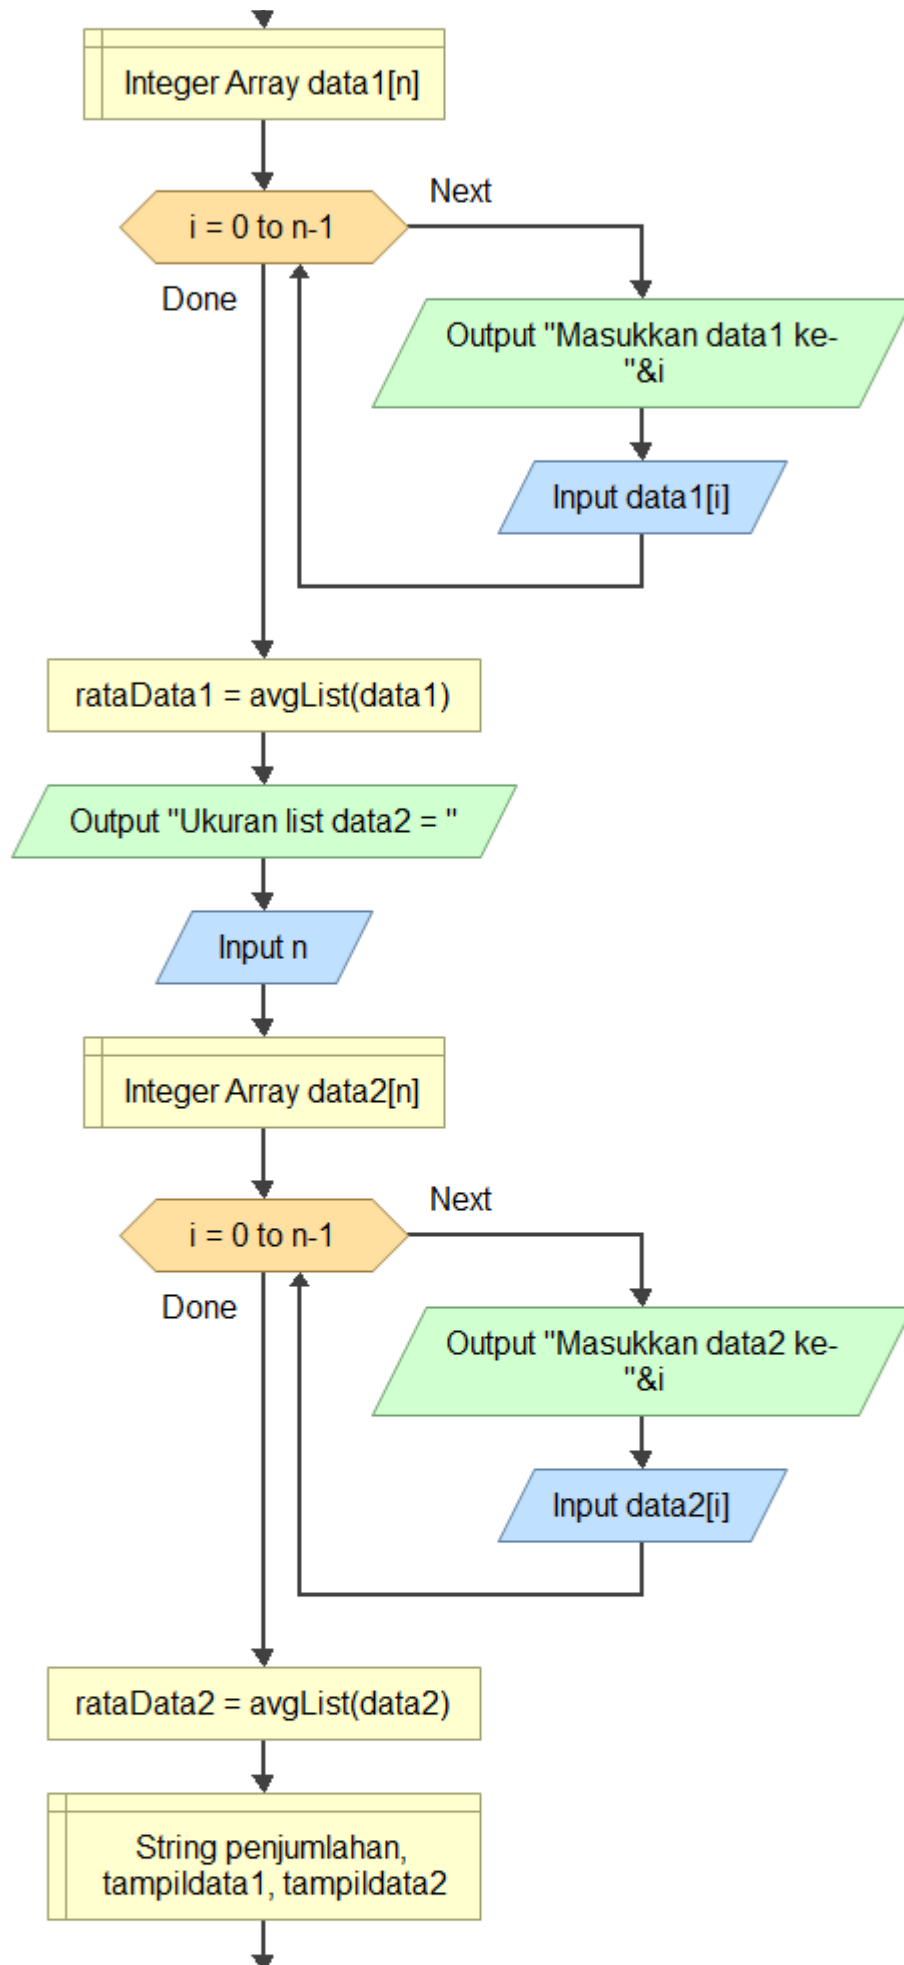 Integer Array data1[n]
i = 0 to n-1
Next
Done
Output "Masukkan data1 ke-
"&i
Input data1[i]
rataData1 = avgList(data1)
Output "Ukuran list data2 = "
Input n
Integer Array data2[n]
i = 0 to n-1
Next
Done
Output "Masukkan data2 ke-
"&i
Input data2[i]
rataData2 = avgList(data2)
String penjumlahan,
tampildata1, tampildata2